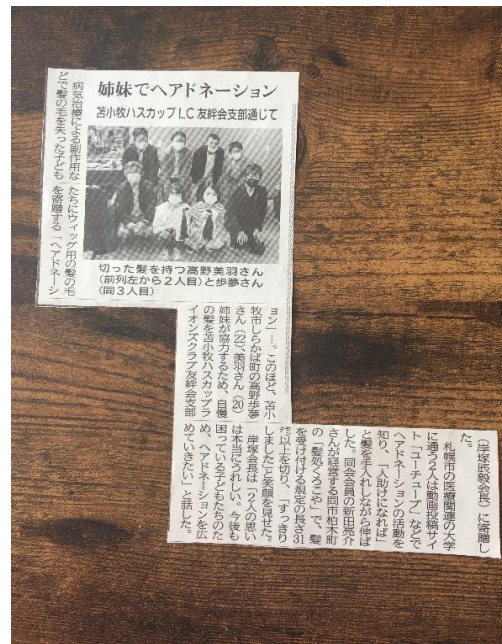 姉妹でヘアドネーション
苫小牧ハスカップLC友絆会支部通じて
切った髪を持つ高野美羽さん
(前列左から2人目)と歩夢さん
(同3人目)
病気治療による副作用な
どで髪の毛を失った子ども
たちにウィッグ用の髪の毛
を寄贈する「ヘアドネーシ
ョン」―。このほど、苫小
牧市しらかば町の高野歩夢
さん(22)、美羽さん(20)
姉妹が協力するため、自慢
の髪を苫小牧ハスカップラ
イオンズクラブ友絆会支部
(岸塚辰毅会長)に寄贈し
た。
札幌市の医療関連の大学
に通う2人は動画投稿サイ
ト「ユーチューブ」などで
ヘアドネーションの活動を
知り、「人助けになれば」
と髪を手入れしながら伸ば
した。同会会員の新田亮介
さんが経営する同市柏木町
の「髪処くろこや」で、髪
を受け付ける規定の長さ31
㌢以上を切り、「すっきり
しました」と笑顔を見せた。
岸塚会長は「2人の思い
は本当にうれしい。今後も
困っている子どもたちのた
め、ヘアドネーションを広
めていきたい」と話した。